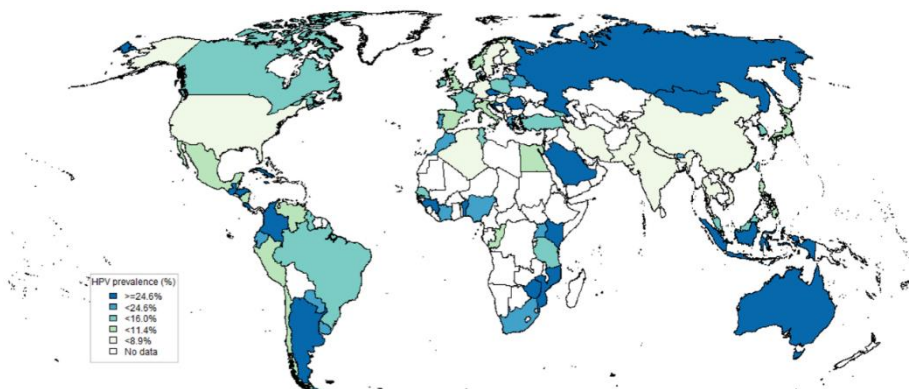 HPV prevalence (%)
>=24.6%
<24.6%
<16.0%
<11.4%
<8.9%
No data